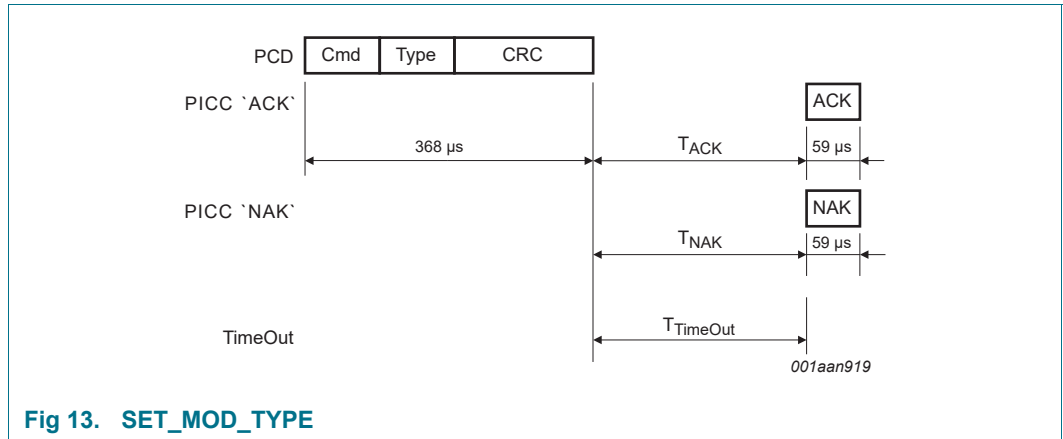 PCD Cmd Type CRC
PICC `ACK` ACK
368 µs TACK 59 µs
PICC `NAK` NAK
TNAK 59 µs
TimeOut TTimeOut
001aan919
Fig 13. SET_MOD_TYPE